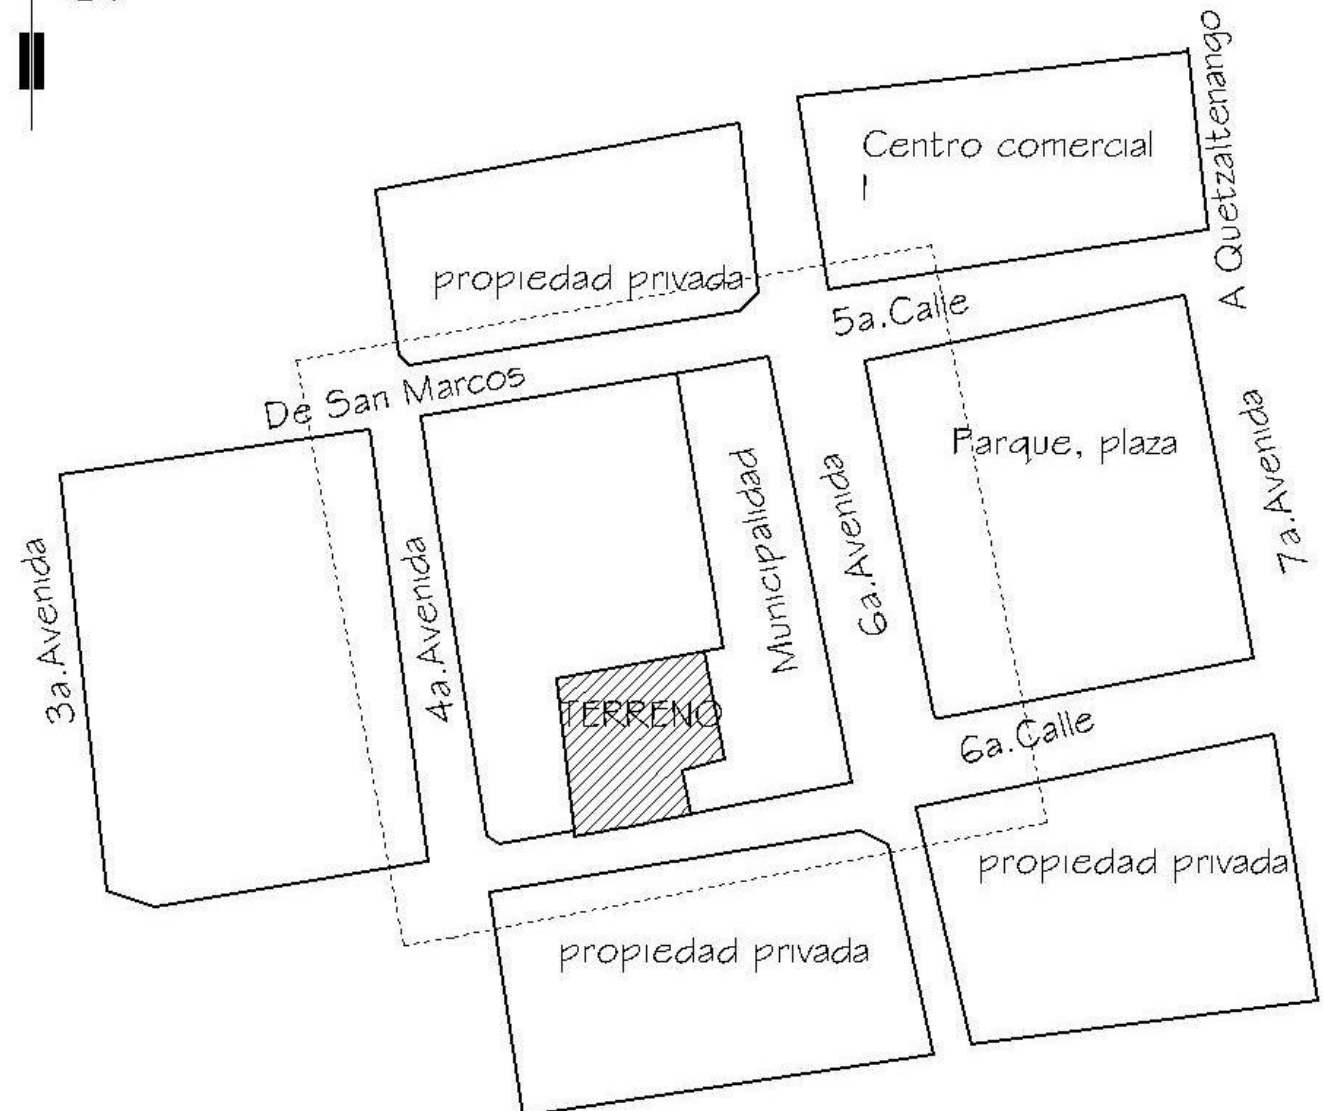 A Quetzaltenango
Centro comercial
1
propiedad privada
5a.Calle
De San Marcos
Parque, plaza
3a.Avenida
4a.Avenida
Municipalidad
6a.Avenida
7a.Avenida
TERRENO
6a.Calle
propiedad privada
propiedad privada